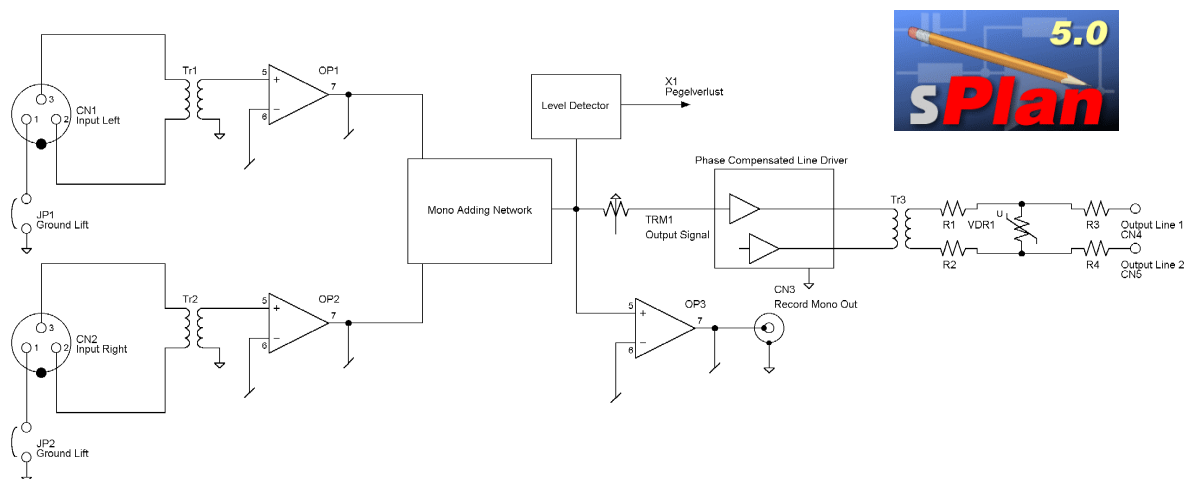 5.0
sPlan
Tr1
5
+
OP1
7
−
6
3
1
2
CN1
Input Left
JP1
Ground Lift
Level Detector
X1
Pegelverlust
Mono Adding Network
TRM1
Output Signal
Phase Compensated Line Driver
Tr3
R1
VDR1
U
R3
Output Line 1
CN4
R2
R4
Output Line 2
CN5
CN3
Record Mono Out
Tr2
5
+
OP2
7
−
6
3
1
2
CN2
Input Right
JP2
Ground Lift
5
+
OP3
7
−
6